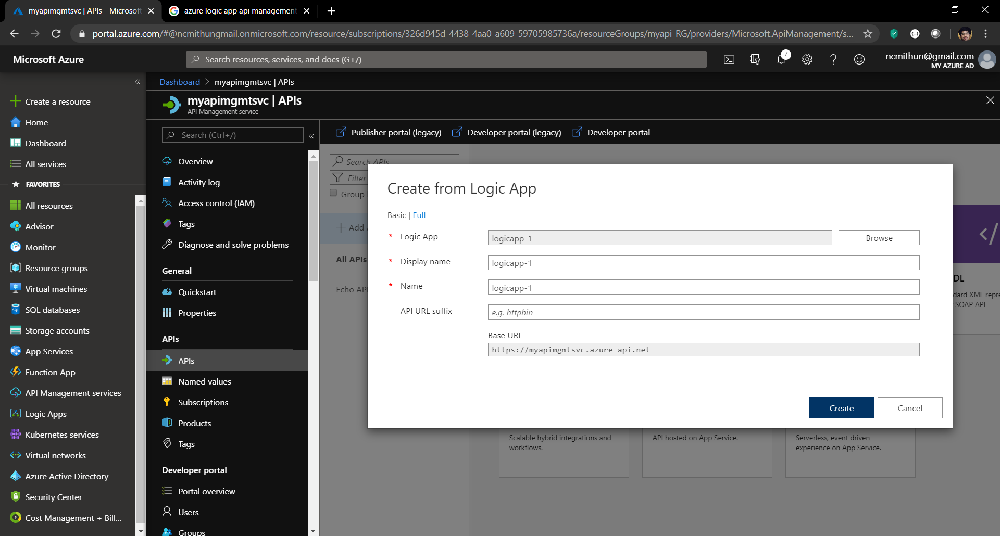 myapimgmtsvc | APIs - Microsoft
azure logic app api management
portal.azure.com/#@ncmithungmail.onmicrosoft.com/resource/subscriptions/326d945d-4438-4aa0-a609-59705985736a/resourceGroups/myapi-RG/providers/Microsoft.ApiManagement/s...
Microsoft Azure
Search resources, services, and docs (G+/)
7
ncmithun@gmail.com
MY AZURE AD
Create a resource
Home
Dashboard
All services
FAVORITES
All resources
Advisor
Monitor
Resource groups
Virtual machines
SQL databases
Storage accounts
App Services
Function App
API Management services
Logic Apps
Kubernetes services
Virtual networks
Azure Active Directory
Security Center
Cost Management + Bill...
Dashboard > myapimgmtsvc | APIs
myapimgmtsvc | APIs
API Management service
Search (Ctrl+/)
Overview
Activity log
Access control (IAM)
Tags
Diagnose and solve problems
General
Quickstart
Properties
APIs
APIs
Named values
Subscriptions
Products
Tags
Developer portal
Portal overview
Users
Groups
Publisher portal (legacy)
Developer portal (legacy)
Developer portal
Search APIs
Filter
Group
Add
All APIs
Echo API
Create from Logic App
Basic | Full
* Logic App
logicapp-1
Browse
* Display name
logicapp-1
* Name
logicapp-1
API URL suffix
e.g. httpbin
Base URL
https://myapimgmtsvc.azure-api.net
Create
Cancel
DL
dard XML repre
SOAP API
Scalable hybrid integrations and
workflows.
API hosted on App Service.
Serverless, event driven
experience on App Service.